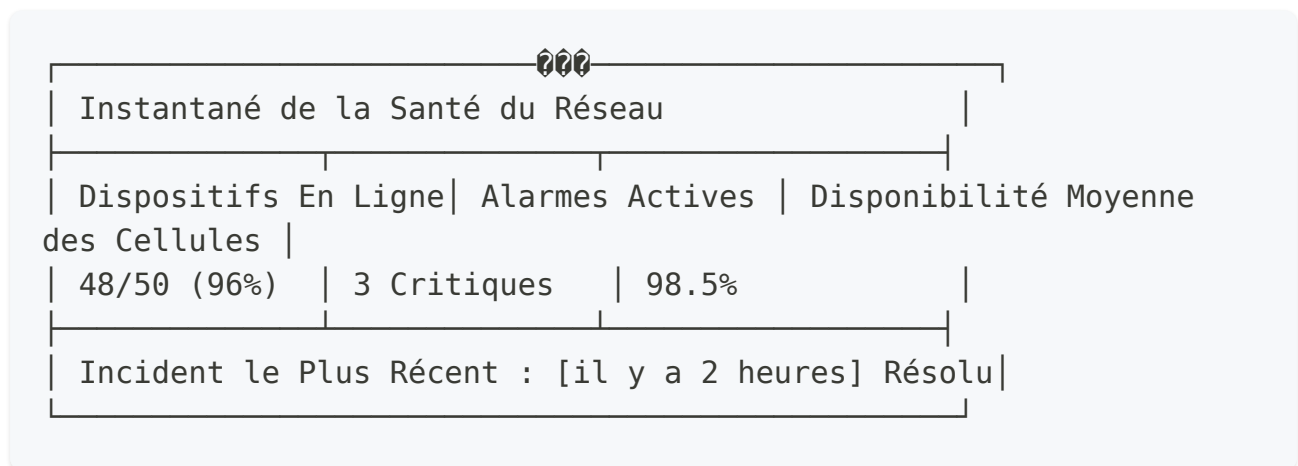 ┌──────────────────────────���──────────────────────┐
│ Instantané de la Santé du Réseau                │
├──────────────┬──────────────┬──────────────────┤
│ Dispositifs En Ligne│ Alarmes Actives │ Disponibilité Moyenne
des Cellules │
│ 48/50 (96%)  │ 3 Critiques   │ 98.5%            │
├──────────────┴──────────────┴──────────────────┤
│ Incident le Plus Récent : [il y a 2 heures] Résolu│
└─────────────────────────────────────────────────┘